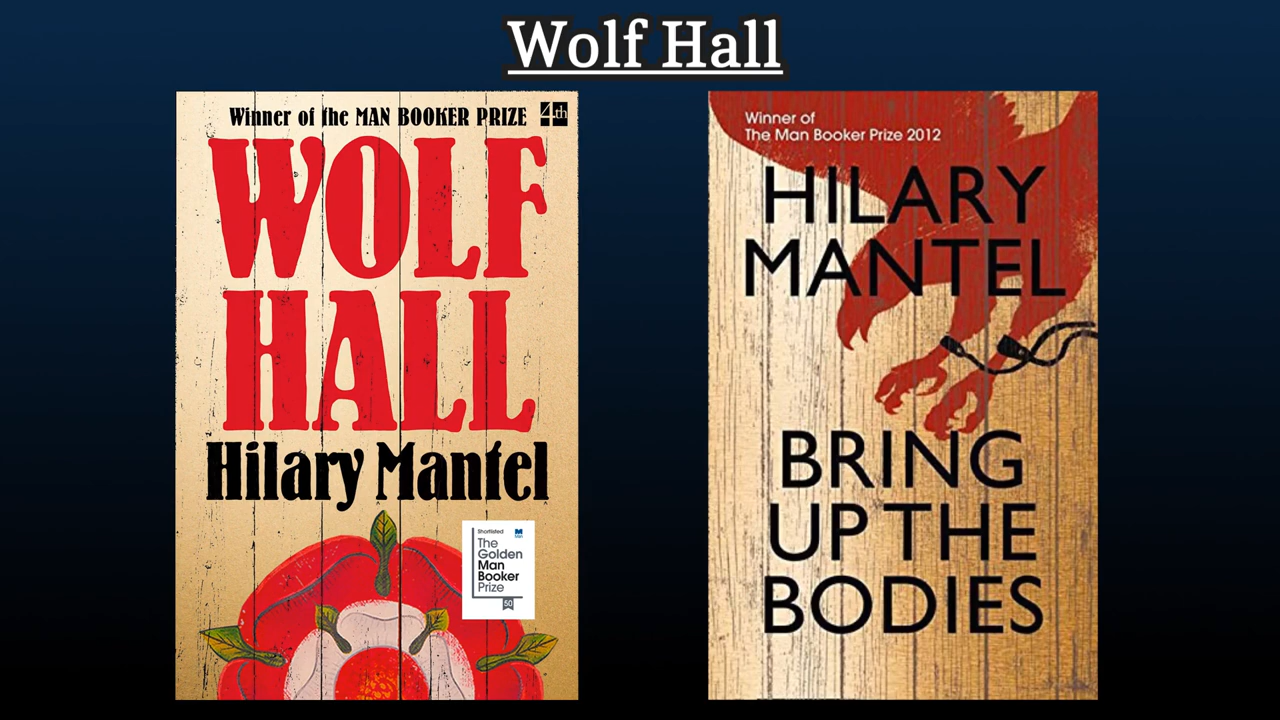 Wolf Hall
Winner of the MAN BOOKER PRIZE
4th
WOLF
HALL
Hilary Mantel
Shortlisted
Man
The
Golden
Man
Booker
Prize
50
Winner of
The Man Booker Prize 2012
HILARY
MANTEL
BRING
UP THE
BODIES